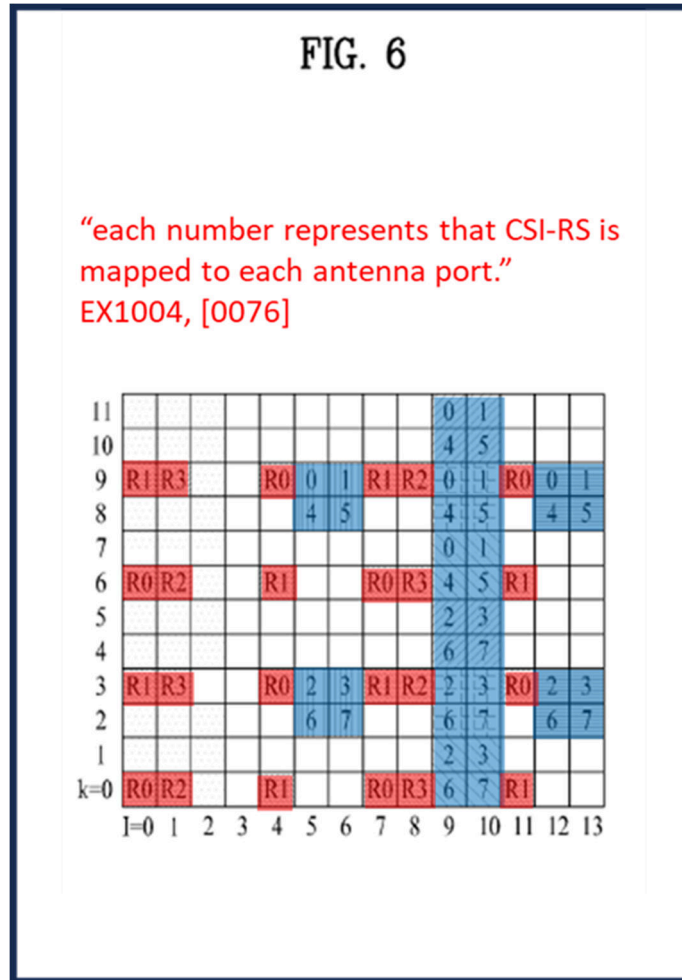 FIG. 6
“each number represents that CSI-RS is
mapped to each antenna port.”
EX1004, [0076]
11 0 1
10 4 5
9 R1 R3 R0 0 1 R1 R2 0 1 R0 0 1
8 4 5 4 5 4 5
7 0 1
6 R0 R2 R1 R0 R3 4 5 R1
5 2 3
4 6 7
3 R1 R3 R0 2 3 R1 R2 2 3 R0 2 3
2 6 7 6 7 6 7
1 2 3
k=0 R0 R2 R1 R0 R3 6 7 R1
I=0 1 2 3 4 5 6 7 8 9 10 11 12 13